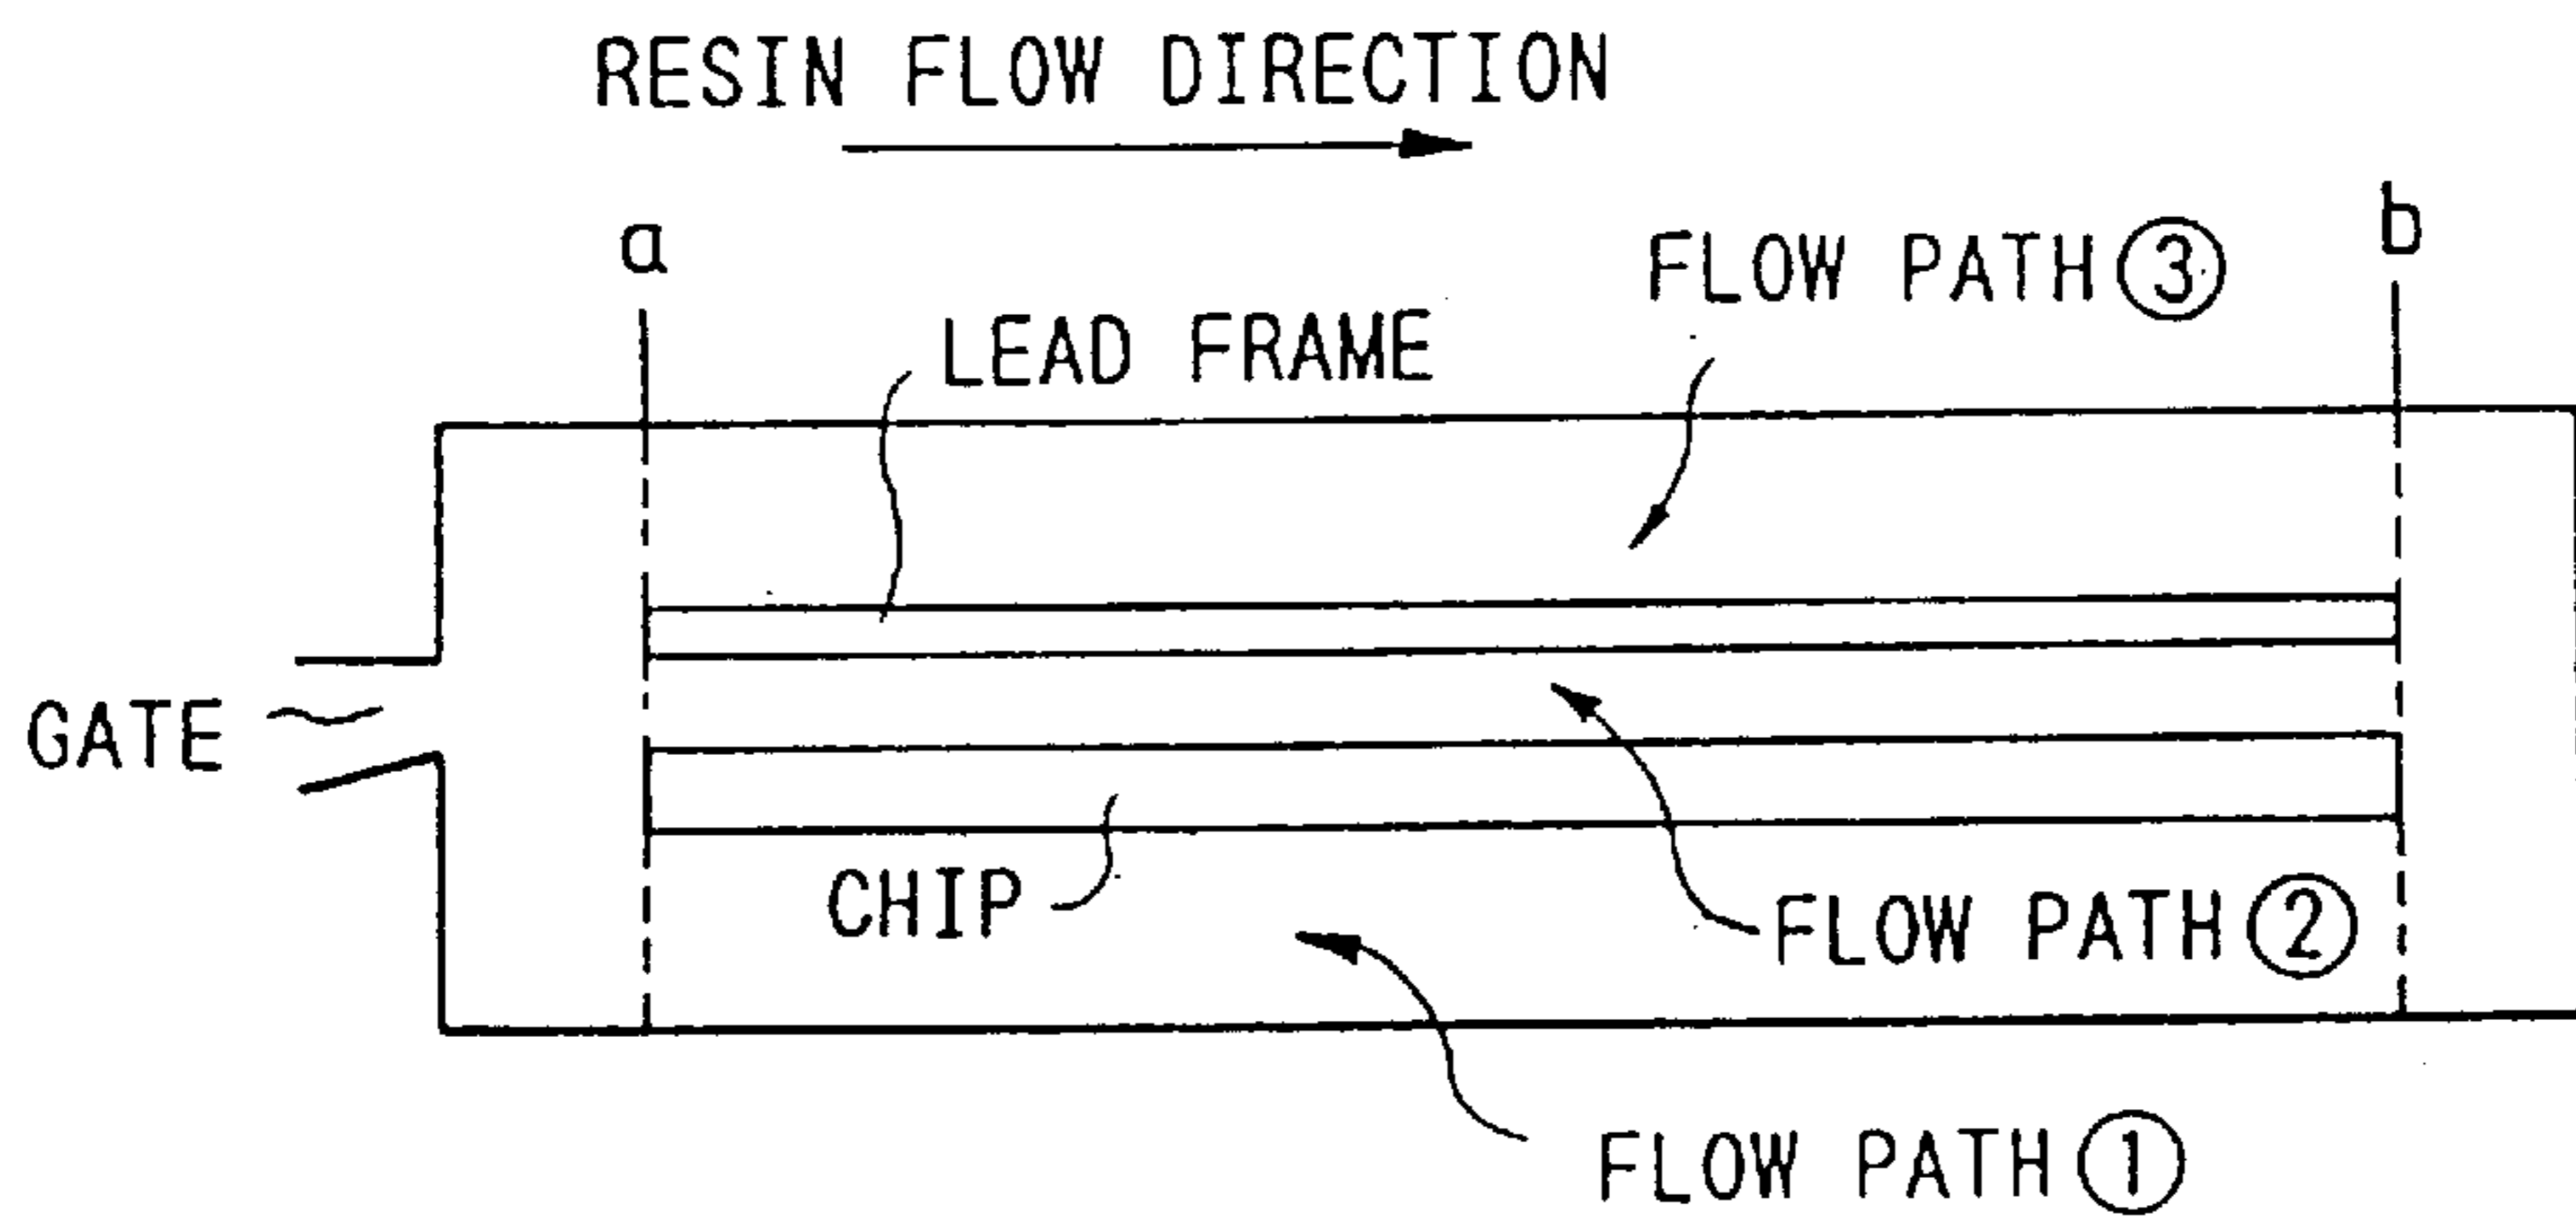 RESIN FLOW DIRECTION
a
b
FLOW PATH ③
LEAD FRAME
GATE
CHIP
FLOW PATH ②
FLOW PATH ①